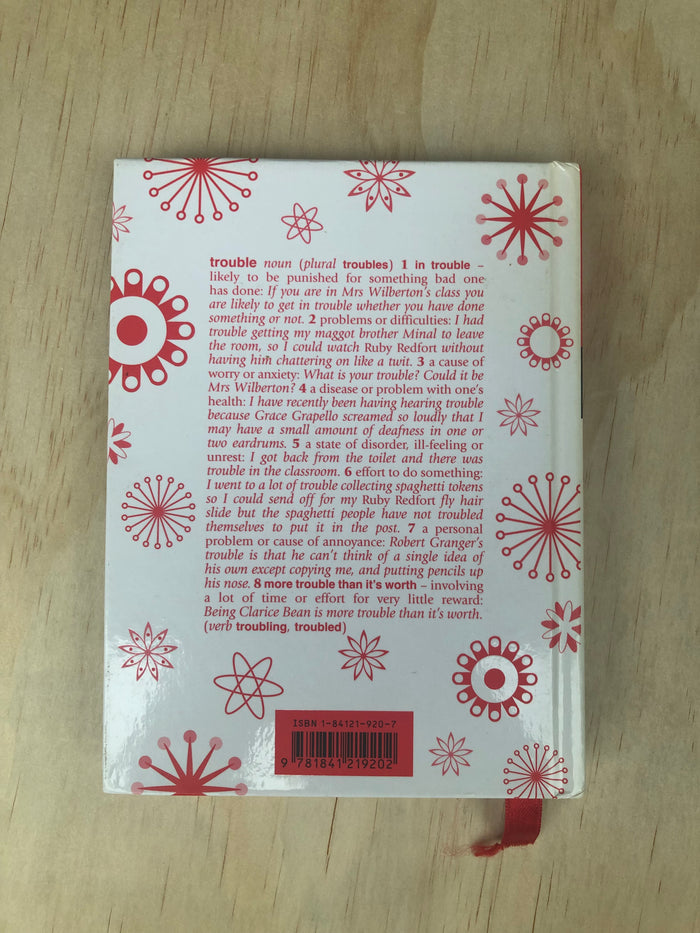 trouble noun (plural troubles) 1 in trouble –
likely to be punished for something bad one
has done: If you are in Mrs Wilberton's class you
are likely to get in trouble whether you have done
something or not. 2 problems or difficulties: I had
trouble getting my maggot brother Minal to leave
the room, so I could watch Ruby Redfort without
having him chattering on like a twit. 3 a cause of
worry or anxiety: What is your trouble? Could it be
Mrs Wilberton? 4 a disease or problem with one's
health: I have recently been having hearing trouble
because Grace Grapello screamed so loudly that I
may have a small amount of deafness in one or
two eardrums. 5 a state of disorder, ill-feeling or
unrest: I got back from the toilet and there was
trouble in the classroom. 6 effort to do something:
I went to a lot of trouble collecting spaghetti tokens
so I could send off for my Ruby Redfort fly hair
slide but the spaghetti people have not troubled
themselves to put it in the post. 7 a personal
problem or cause of annoyance: Robert Granger's
trouble is that he can't think of a single idea of
his own except copying me, and putting pencils up
his nose. 8 more trouble than it's worth – involving
a lot of time or effort for very little reward:
Being Clarice Bean is more trouble than it's worth.
(verb troubling, troubled)
ISBN 1-84121-920-7
9 781841 219202